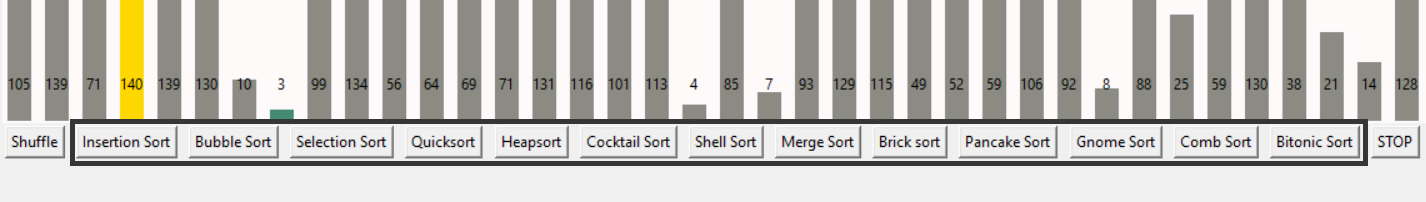 105 139 71 140 139 130 10 3 99 134 56 64 69 71 131 116 101 113 4 85 7 93 129 115 49 52 59 106 92 8 88 25 59 130 38 21 14 128
Shuffle Insertion Sort Bubble Sort Selection Sort Quicksort Heapsort Cocktail Sort Shell Sort Merge Sort Brick sort Pancake Sort Gnome Sort Comb Sort Bitonic Sort STOP